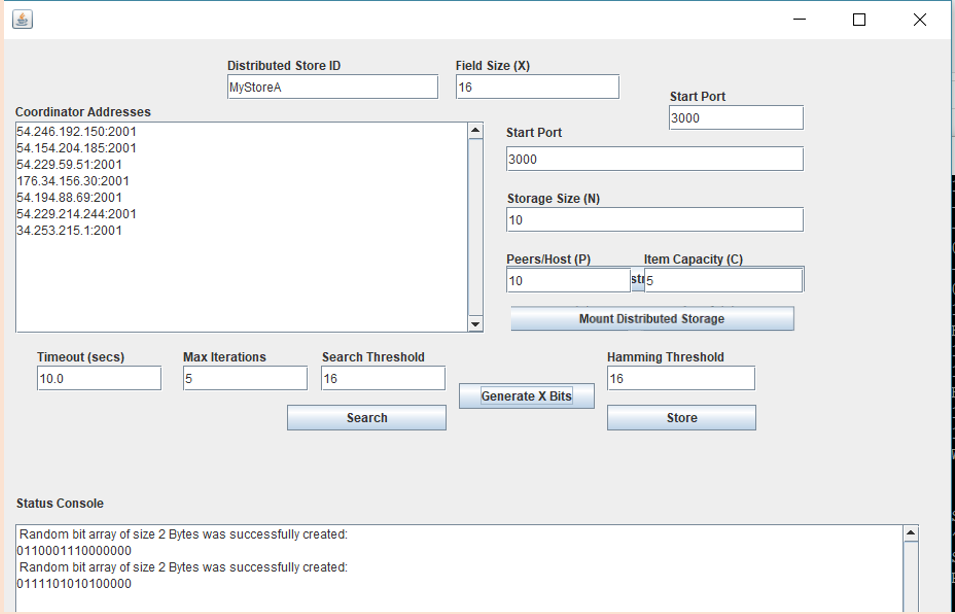 Distributed Store ID
Field Size (X)
MyStoreA
16
Start Port
3000
Coordinator Addresses
54.246.192.150:2001
54.154.204.185:2001
54.229.59.51:2001
176.34.156.30:2001
54.194.88.69:2001
54.229.214.244:2001
34.253.215.1:2001
Start Port
3000
Storage Size (N)
10
Peers/Host (P)
Item Capacity (C)
10
str
5
Mount Distributed Storage
Timeout (secs)
Max Iterations
Search Threshold
Hamming Threshold
10.0
5
16
16
Generate X Bits
Search
Store
Status Console
Random bit array of size 2 Bytes was successfully created:
0110001110000000
Random bit array of size 2 Bytes was successfully created:
0111101010100000